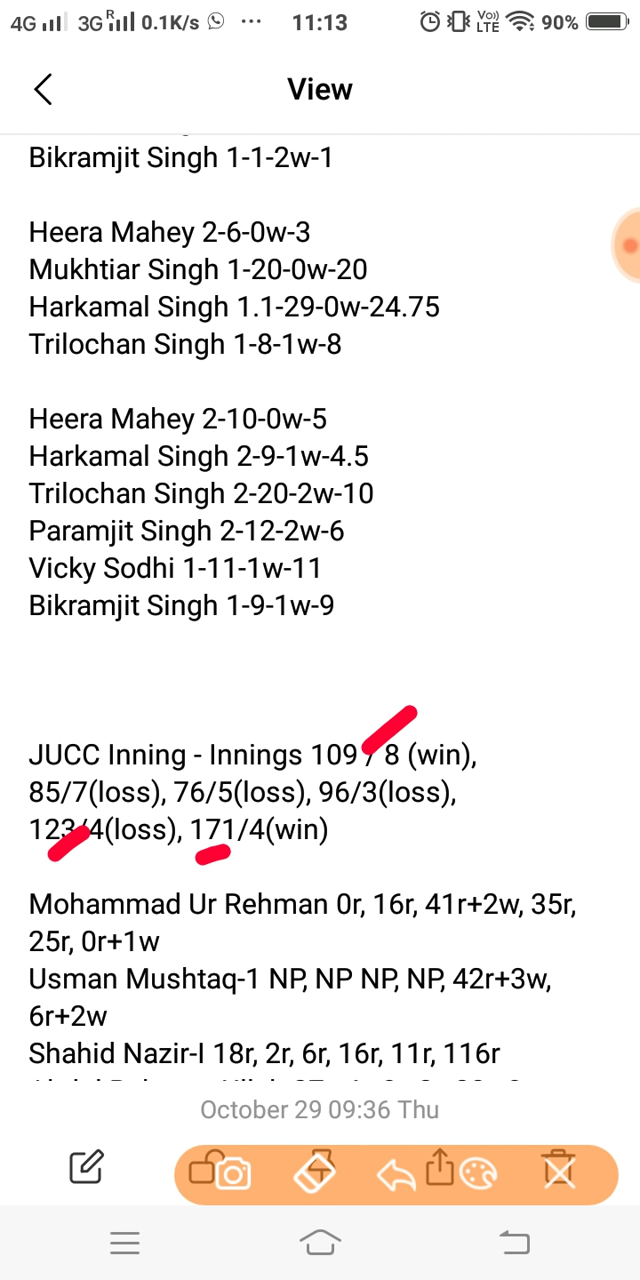 4G 3G R 0.1K/s ... 11:13 Vo)) LTE 90%
View
Bikramjit Singh 1-1-2w-1
Heera Mahey 2-6-0w-3
Mukhtiar Singh 1-20-0w-20
Harkamal Singh 1.1-29-0w-24.75
Trilochan Singh 1-8-1w-8
Heera Mahey 2-10-0w-5
Harkamal Singh 2-9-1w-4.5
Trilochan Singh 2-20-2w-10
Paramjit Singh 2-12-2w-6
Vicky Sodhi 1-11-1w-11
Bikramjit Singh 1-9-1w-9
JUCC Inning - Innings 109 / 8 (win),
85/7(loss), 76/5(loss), 96/3(loss),
123/4(loss), 171/4(win)
Mohammad Ur Rehman 0r, 16r, 41r+2w, 35r,
25r, 0r+1w
Usman Mushtaq-1 NP, NP NP, NP, 42r+3w,
6r+2w
Shahid Nazir-I 18r, 2r, 6r, 16r, 11r, 116r
October 29 09:36 Thu